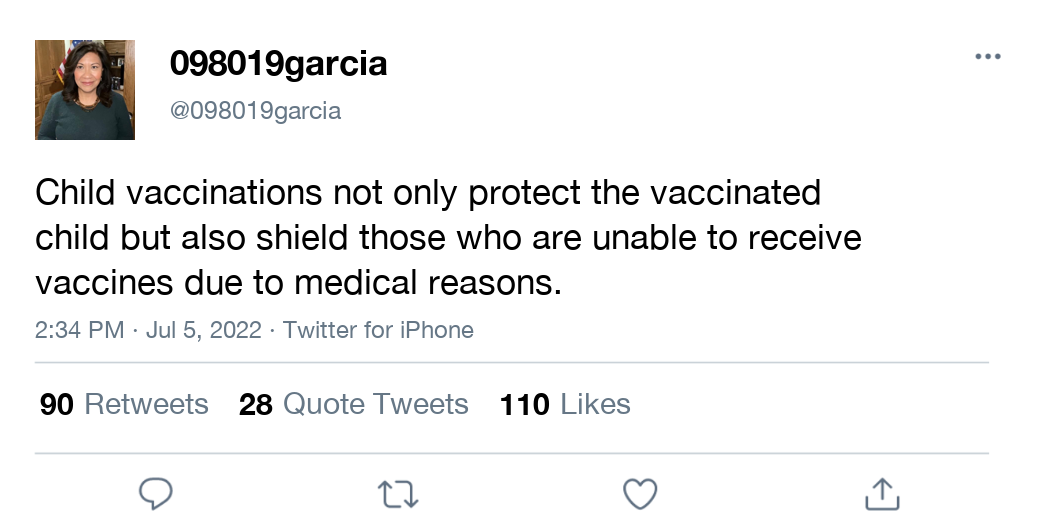 098019garcia
@098019garcia
Child vaccinations not only protect the vaccinated
child but also shield those who are unable to receive
vaccines due to medical reasons.
2:34 PM · Jul 5, 2022 · Twitter for iPhone
90 Retweets 28 Quote Tweets 110 Likes